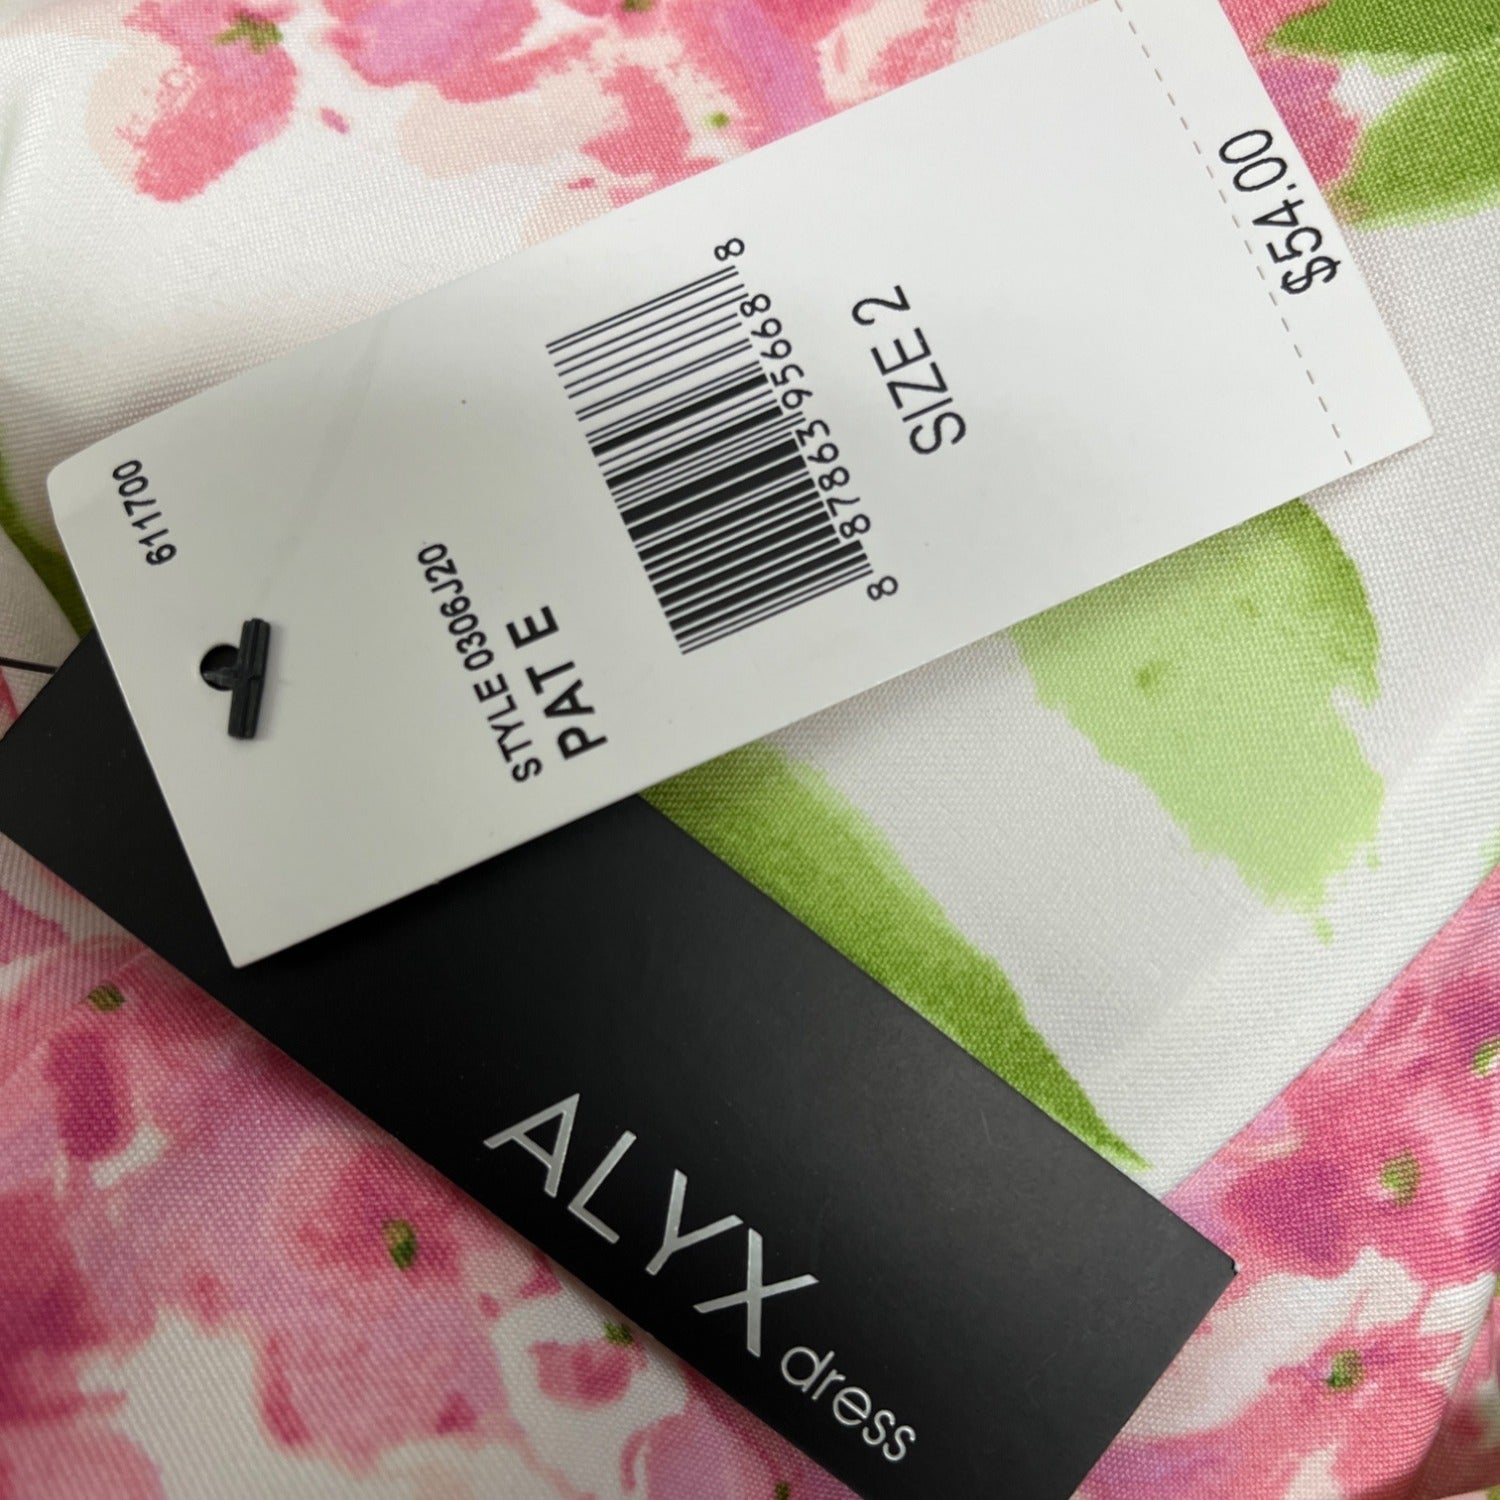 611700
STYLE 0306J20
PAT E
8 87863 95668 8
SIZE 2
$54.00
ALYX dress